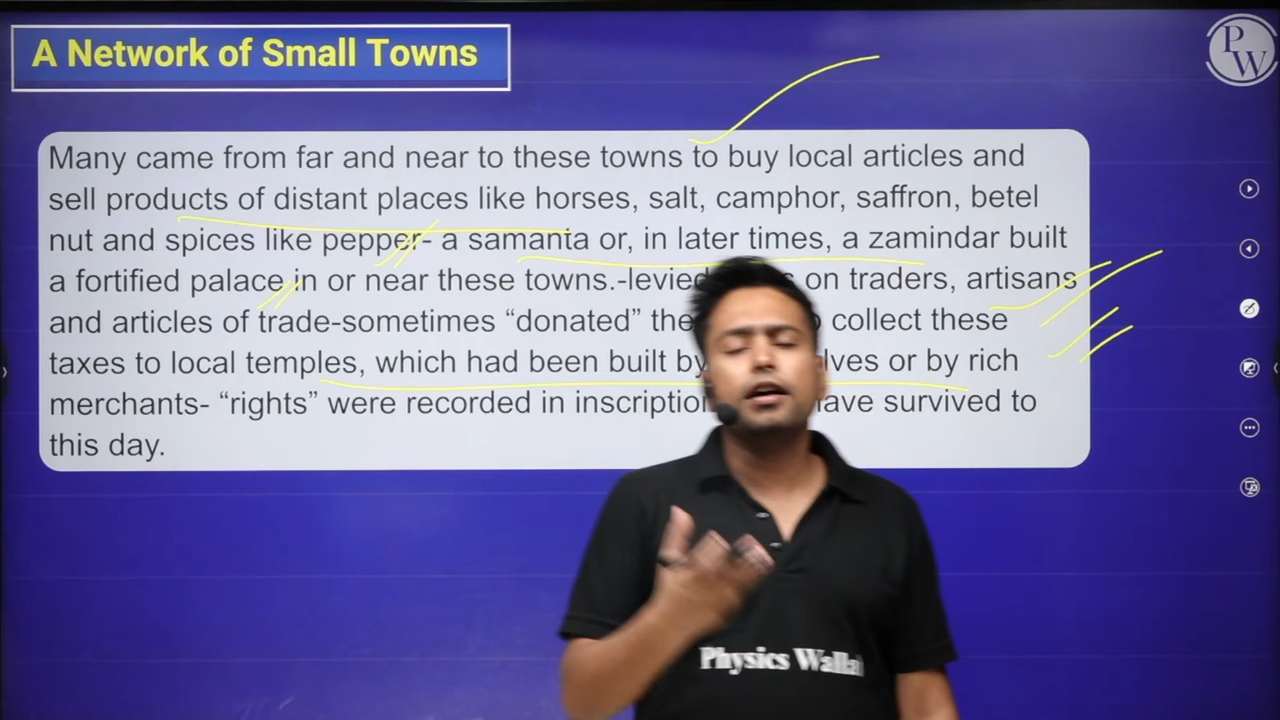 A Network of Small Towns
PW
Many came from far and near to these towns to buy local articles and
sell products of distant places like horses, salt, camphor, saffron, betel
nut and spices like pepper- a samanta or, in later times, a zamindar built
a fortified palace in or near these towns.-levied on traders, artisans
and articles of trade-sometimes “donated” the collect these
taxes to local temples, which had been built by or by rich
merchants- “rights” were recorded in have survived to
this day.
Physics Walla